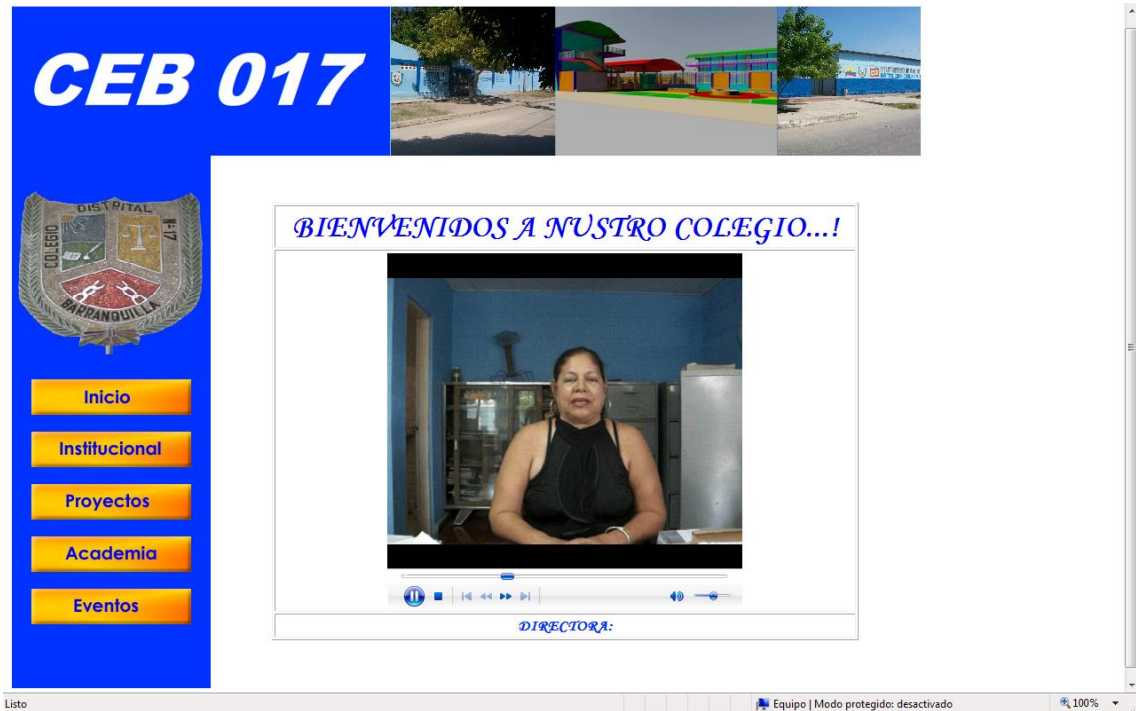 CEB 017
DISTRITAL
COLEGIO
Nº17
BARRANQUILLA
BIENVENIDOS A NUSTRO COLEGIO...!
Inicio
Institucional
Proyectos
Academia
Eventos
DIRECTORA:
Listo
Equipo | Modo protegido: desactivado
100%